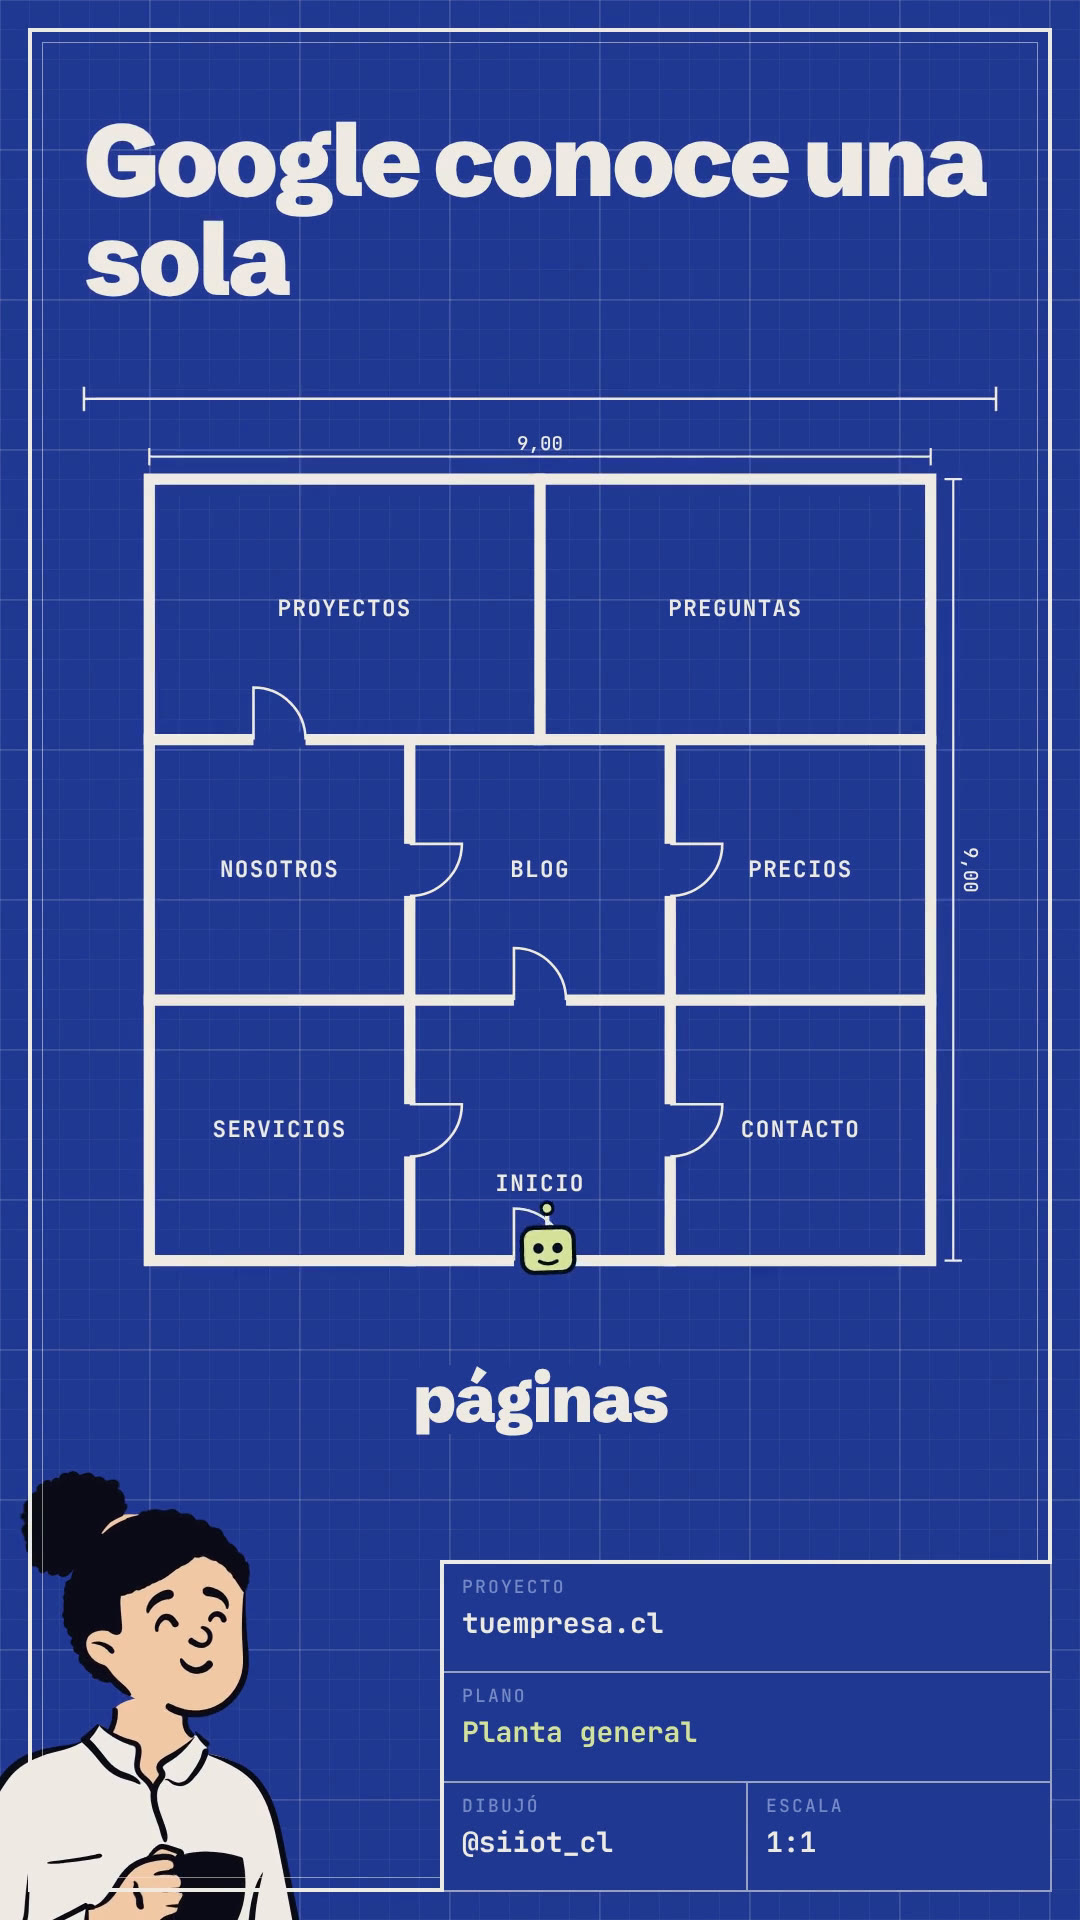 Google conoce una
sola
9,00
PROYECTOS
PREGUNTAS
NOSOTROS
BLOG
PRECIOS
9,00
SERVICIOS
CONTACTO
INICIO
páginas
PROYECTO
tuempresa.cl
PLANO
Planta general
DIBUJÓ
@siiot_cl
ESCALA
1:1